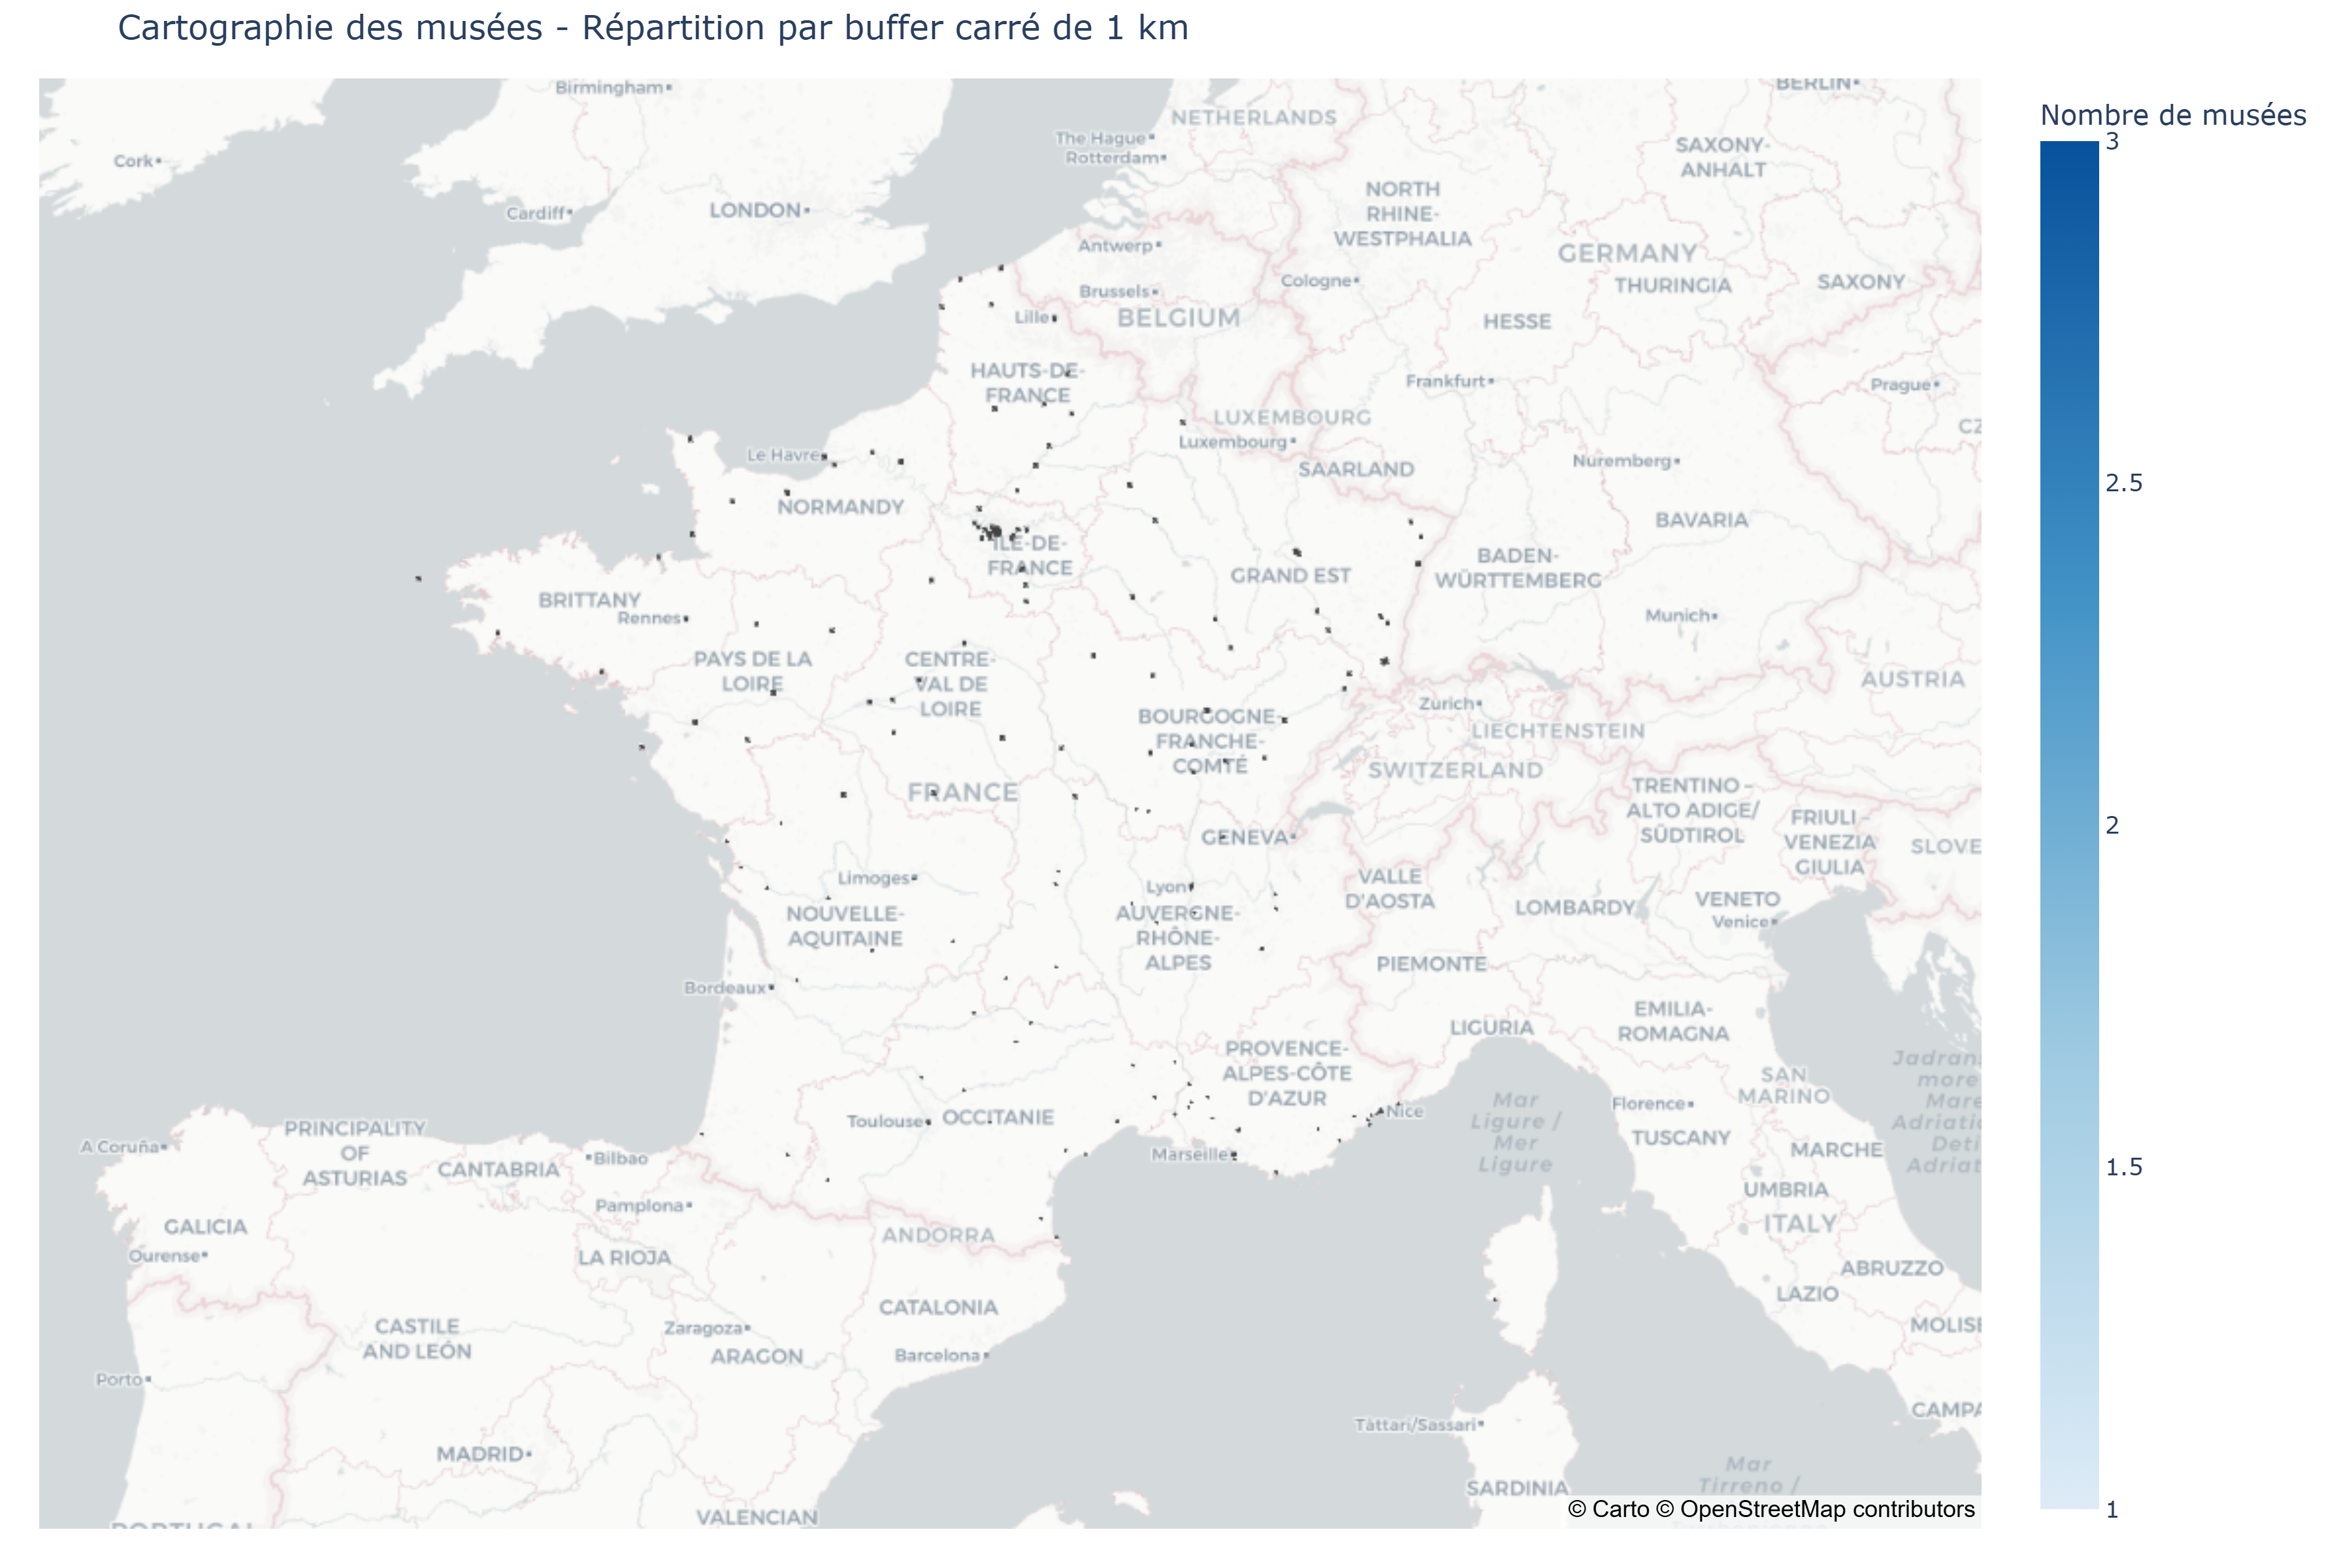 Cartographie des musées - Répartition par buffer carré de 1 km
Birmingham
BERLIN
NETHERLANDS
The Hague
Rotterdam
Cork
SAXONY-
ANHALT
NORTH
RHINE-
WESTPHALIA
Cardiff
LONDON
Antwerp
GERMANY
Cologne
THURINGIA
SAXONY
Brussels
Lille
BELGIUM
HESSE
HAUTS-DE-
FRANCE
Frankfurt
Prague
LUXEMBOURG
Luxembourg
CZ
Le Havre
SAARLAND
Nuremberg
NORMANDY
BAVARIA
ÎLE-DE-
FRANCE
GRAND EST
BADEN-
WÜRTTEMBERG
BRITTANY
Rennes
Munich
PAYS DE LA
LOIRE
CENTRE-
VAL DE
LOIRE
AUSTRIA
Zurich
BOURGOGNE-
FRANCHE-
COMTÉ
LIECHTENSTEIN
SWITZERLAND
FRANCE
TRENTINO -
ALTO ADIGE/
SÜDTIROL
FRIULI -
VENEZIA
GIULIA
GENEVA
SLOVE
Limoges
Lyon
VALLE
D'AOSTA
LOMBARDY
VENETO
Venice
NOUVELLE-
AQUITAINE
AUVERGNE-
RHÔNE-
ALPES
PIEMONTE
Bordeaux
EMILIA-
ROMAGNA
LIGURIA
PROVENCE-
ALPES-CÔTE
D'AZUR
Jadran
more
Mare
Adriatic
Deti
Adriat
SAN
MARINO
Mar
Ligure /
Mer
Ligure
Florence
Nice
Toulouse
OCCITANIE
TUSCANY
PRINCIPALITY
OF
ASTURIAS
A Coruña
CANTABRIA
Bilbao
Marseille
MARCHE
UMBRIA
Pamplona
GALICIA
ANDORRA
ITALY
Ourense
LA RIOJA
ABRUZZO
LAZIO
CATALONIA
CASTILE
AND LEÓN
Zaragoza
ARAGON
Barcelona
MOLISE
Porto
CAMPA
Tàttari/Sassari
MADRID
Mar
Tirreno /
SARDINIA
VALENCIAN
PORTUGAL
© Carto © OpenStreetMap contributors
Nombre de musées
3
2.5
2
1.5
1